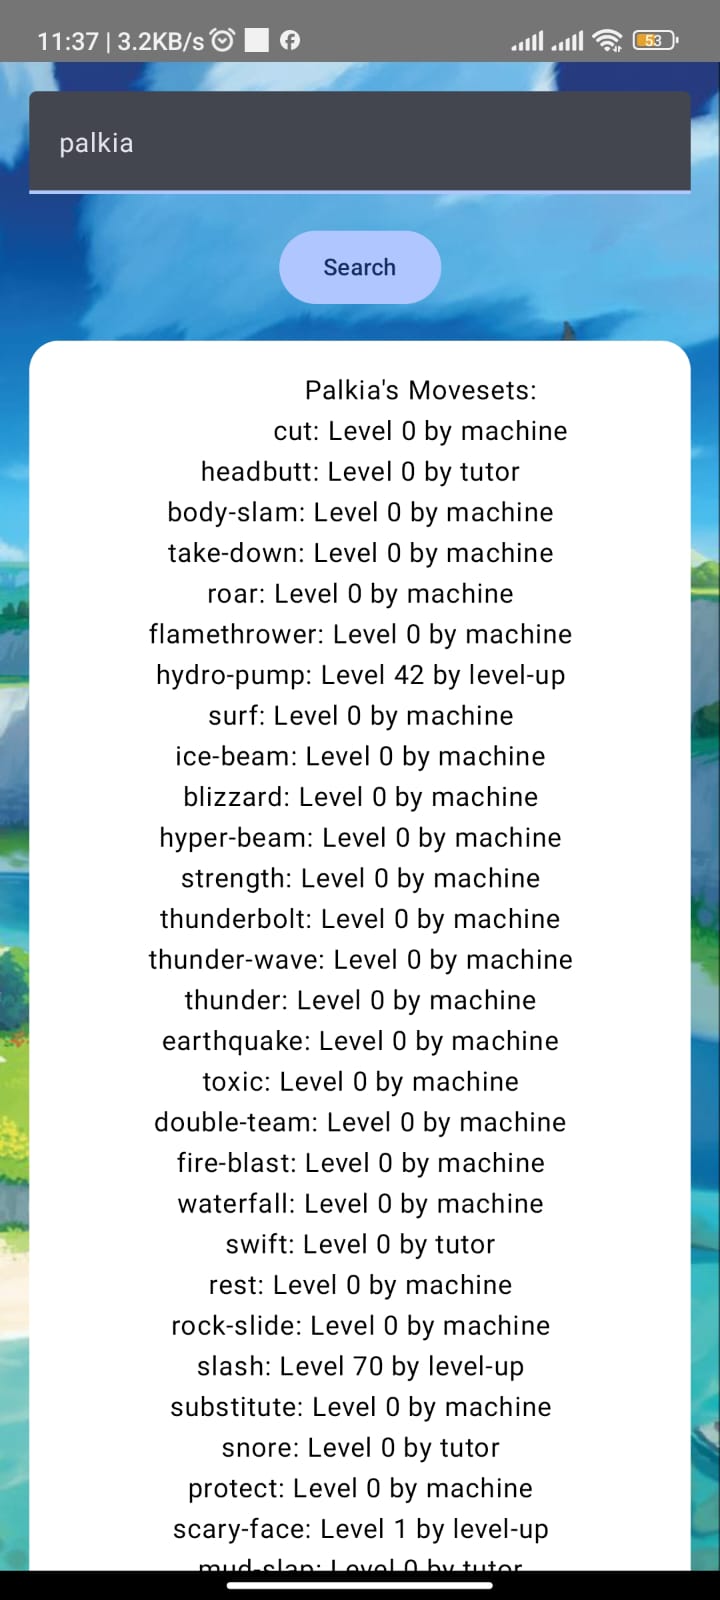 11:37 | 3.2KB/s
53
palkia
Search
Palkia's Movesets:
cut: Level 0 by machine
headbutt: Level 0 by tutor
body-slam: Level 0 by machine
take-down: Level 0 by machine
roar: Level 0 by machine
flamethrower: Level 0 by machine
hydro-pump: Level 42 by level-up
surf: Level 0 by machine
ice-beam: Level 0 by machine
blizzard: Level 0 by machine
hyper-beam: Level 0 by machine
strength: Level 0 by machine
thunderbolt: Level 0 by machine
thunder-wave: Level 0 by machine
thunder: Level 0 by machine
earthquake: Level 0 by machine
toxic: Level 0 by machine
double-team: Level 0 by machine
fire-blast: Level 0 by machine
waterfall: Level 0 by machine
swift: Level 0 by tutor
rest: Level 0 by machine
rock-slide: Level 0 by machine
slash: Level 70 by level-up
substitute: Level 0 by machine
snore: Level 0 by tutor
protect: Level 0 by machine
scary-face: Level 1 by level-up
mud-slap: Level 0 by tutor